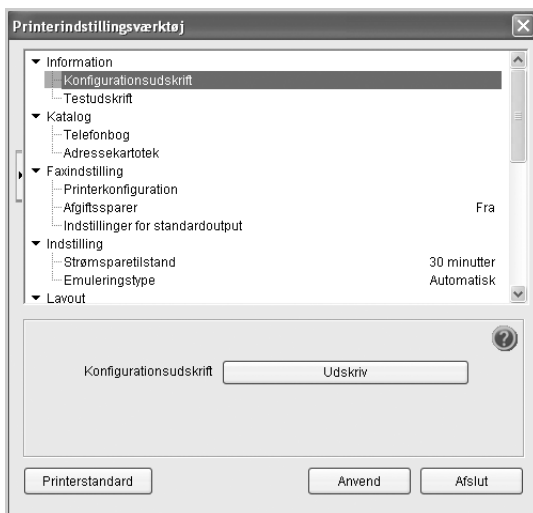 Printerindstillingsværktøj
Information
Konfigurationsudskrift
Testudskrift
Katalog
Telefonbog
Adressekartotek
Faxindstilling
Printerkonfiguration
Afgiftssparer Fra
Indstillinger for standardoutput
Indstilling
Strømsparetilstand 30 minutter
Emuleringstype Automatisk
Layout
Konfigurationsudskrift Udskriv
Printerstandard Anvend Afslut